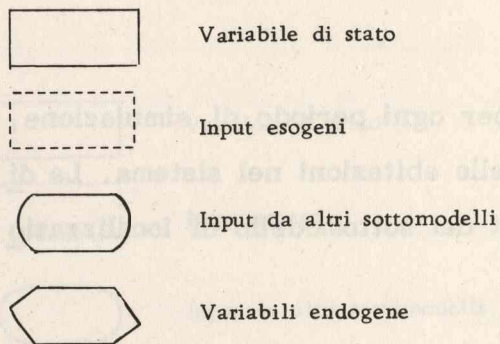 Variabile di stato
Input esogeni
Input da altri sottomodelli
Variabili endogene